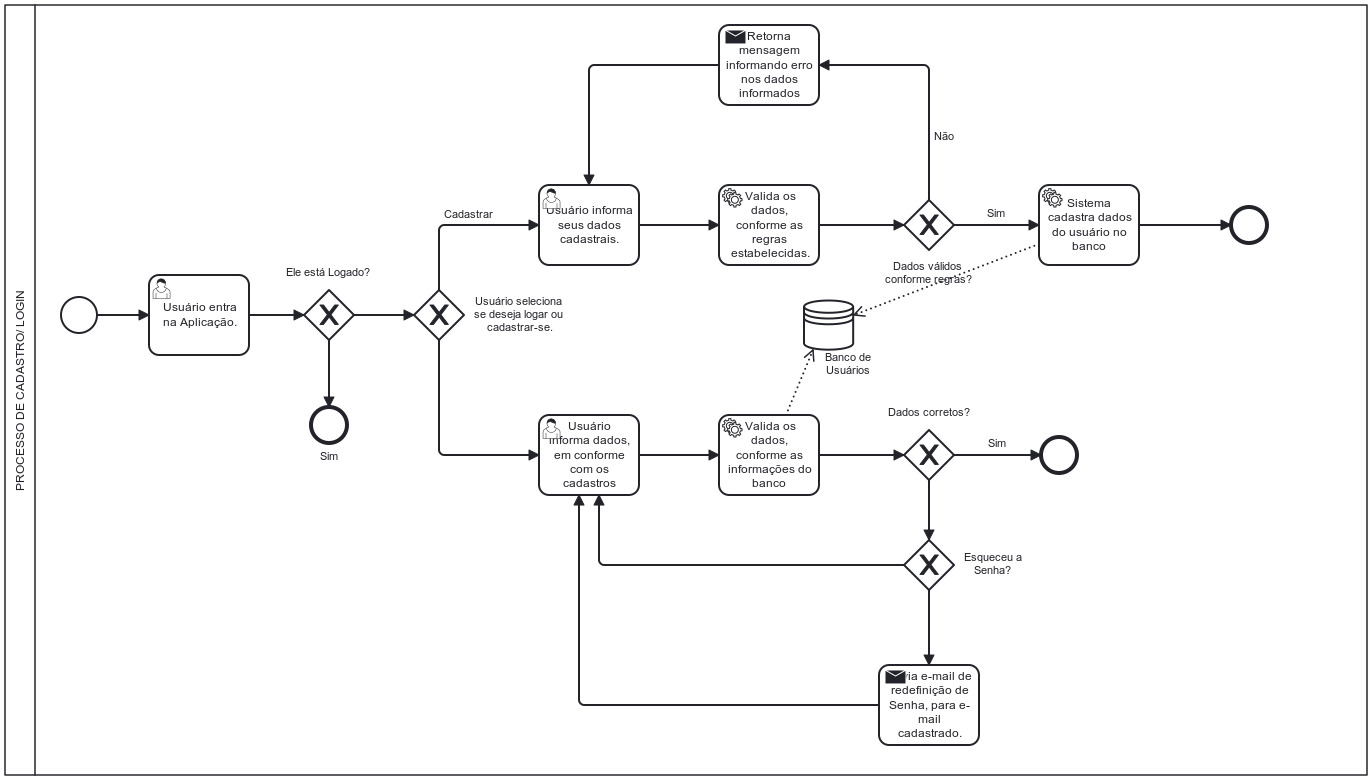 PROCESSO DE CADASTRO/ LOGIN
Retorna
mensagem
informando erro
nos dados
informados
Não
Cadastrar
Usuário informa
seus dados
cadastrais.
Valida os
dados,
conforme as
regras
estabelecidas.
Sim
Sistema
cadastra dados
do usuário no
banco
Dados válidos
conforme regras?
Ele está Logado?
Usuário entra
na Aplicação.
Usuário seleciona
se deseja logar ou
cadastrar-se.
Banco de
Usuários
Sim
Usuário
informa dados,
em conforme
com os
cadastros
Valida os
dados,
conforme as
informações do
banco
Dados corretos?
Sim
Esqueceu a
Senha?
via e-mail de
redefinição de
Senha, para e-
mail
cadastrado.